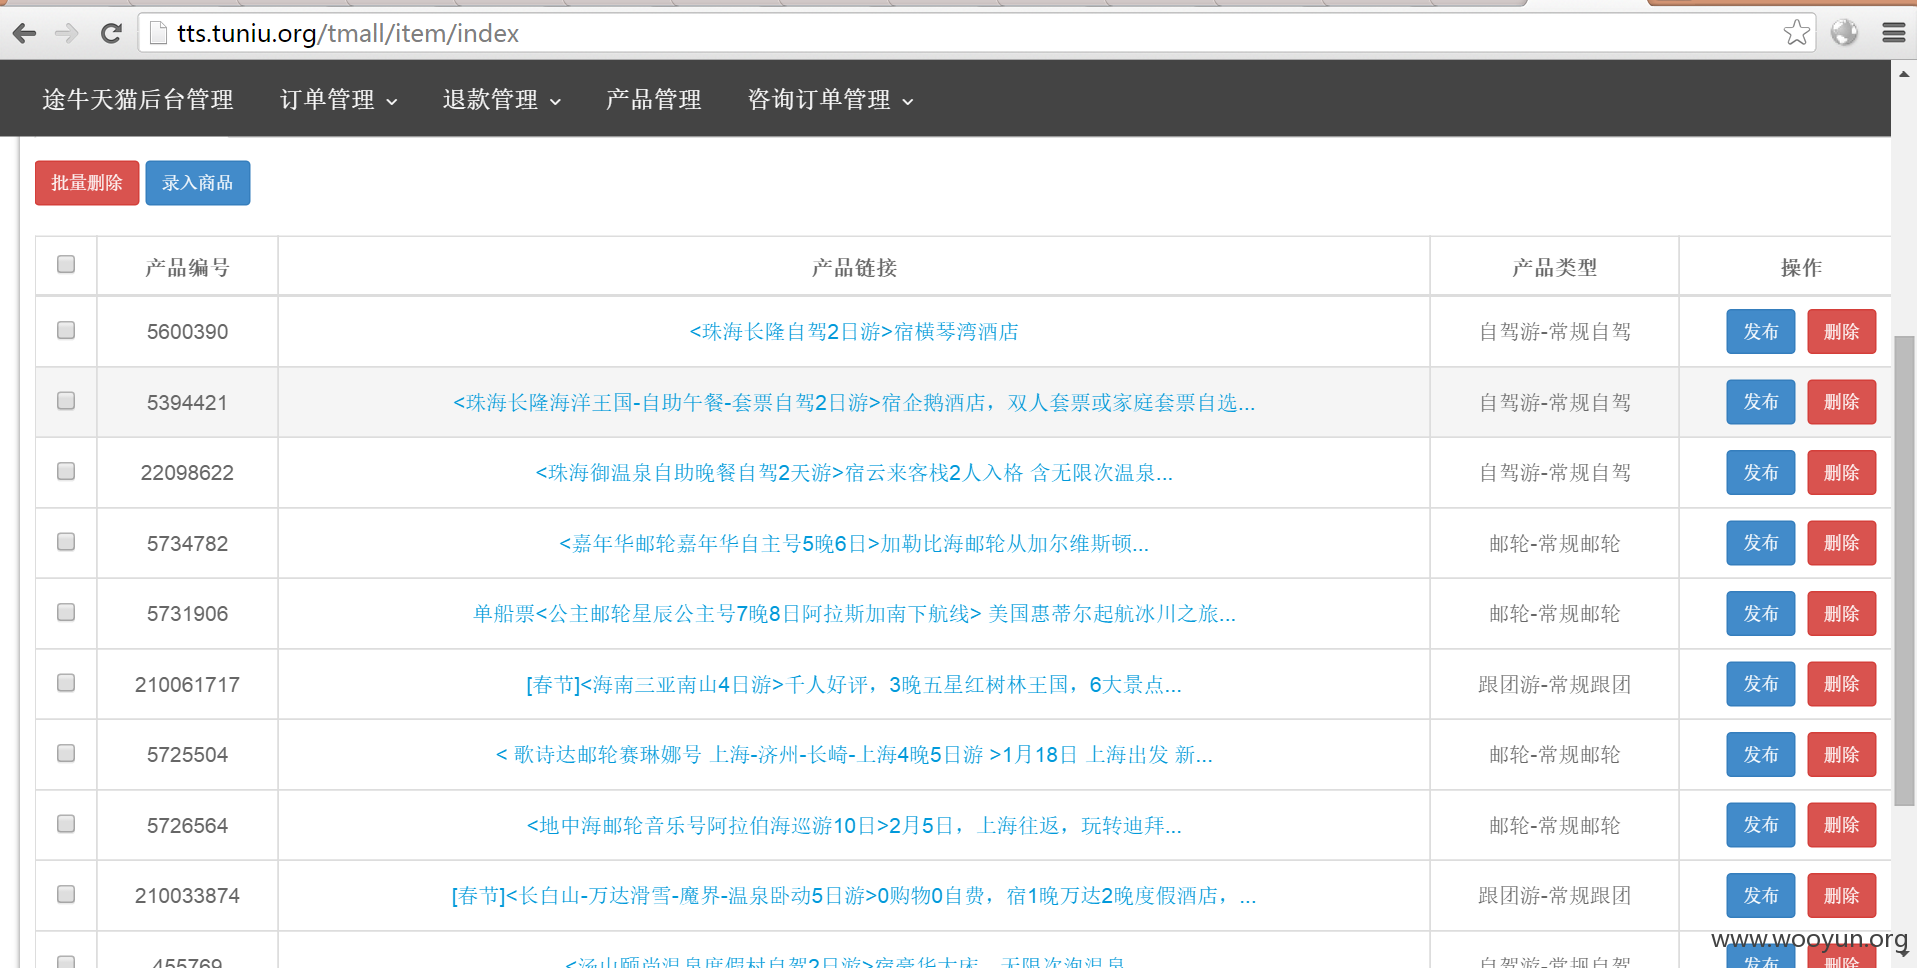 tts.tuniu.org/tmall/item/index
途牛天猫后台管理 订单管理 退款管理 产品管理 咨询订单管理
批量删除 录入商品
产品编号 产品链接 产品类型 操作
5600390 <珠海长隆自驾2日游>宿横琴湾酒店 自驾游-常规自驾 发布 删除
5394421 <珠海长隆海洋王国-自助午餐-套票自驾2日游>宿企鹅酒店，双人套票或家庭套票自选... 自驾游-常规自驾 发布 删除
22098622 <珠海御温泉自助晚餐自驾2天游>宿云来客栈2人入格 含无限次温泉... 自驾游-常规自驾 发布 删除
5734782 <嘉年华邮轮嘉年华自主号5晚6日>加勒比海邮轮从加尔维斯顿... 邮轮-常规邮轮 发布 删除
5731906 单船票<公主邮轮星辰公主号7晚8日阿拉斯加南下航线> 美国惠蒂尔起航冰川之旅... 邮轮-常规邮轮 发布 删除
210061717 [春节]<海南三亚南山4日游>千人好评，3晚五星红树林王国，6大景点... 跟团游-常规跟团 发布 删除
5725504 < 歌诗达邮轮赛琳娜号 上海-济州-长崎-上海4晚5日游 >1月18日 上海出发 新... 邮轮-常规邮轮 发布 删除
5726564 <地中海邮轮音乐号阿拉伯海巡游10日>2月5日，上海往返，玩转迪拜... 邮轮-常规邮轮 发布 删除
210033874 [春节]<长白山-万达滑雪-魔界-温泉卧动5日游>0购物0自费，宿1晚万达2晚度假酒店，... 跟团游-常规跟团 发布 删除
www.wooyun.org
455769 <汤山颐尚温泉度假村自驾2日游>宿豪华大床，无限次泡温泉 自驾游-常规自驾 发布 删除